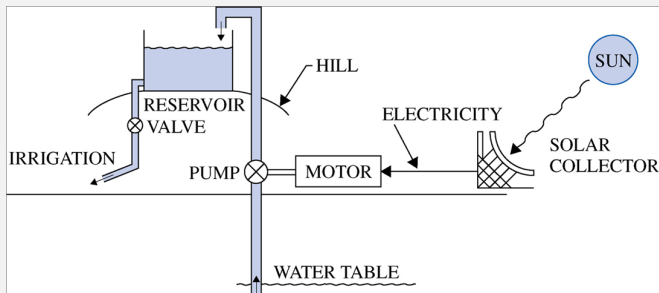 SUN
HILL
RESERVOIR
VALVE
ELECTRICITY
IRRIGATION
PUMP
MOTOR
SOLAR
COLLECTOR
WATER TABLE